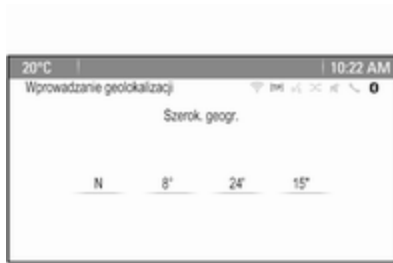 20°C 10:22 AM
Wprowadzanie geolokalizacji
Szerok. geogr.
N 8° 24' 15"